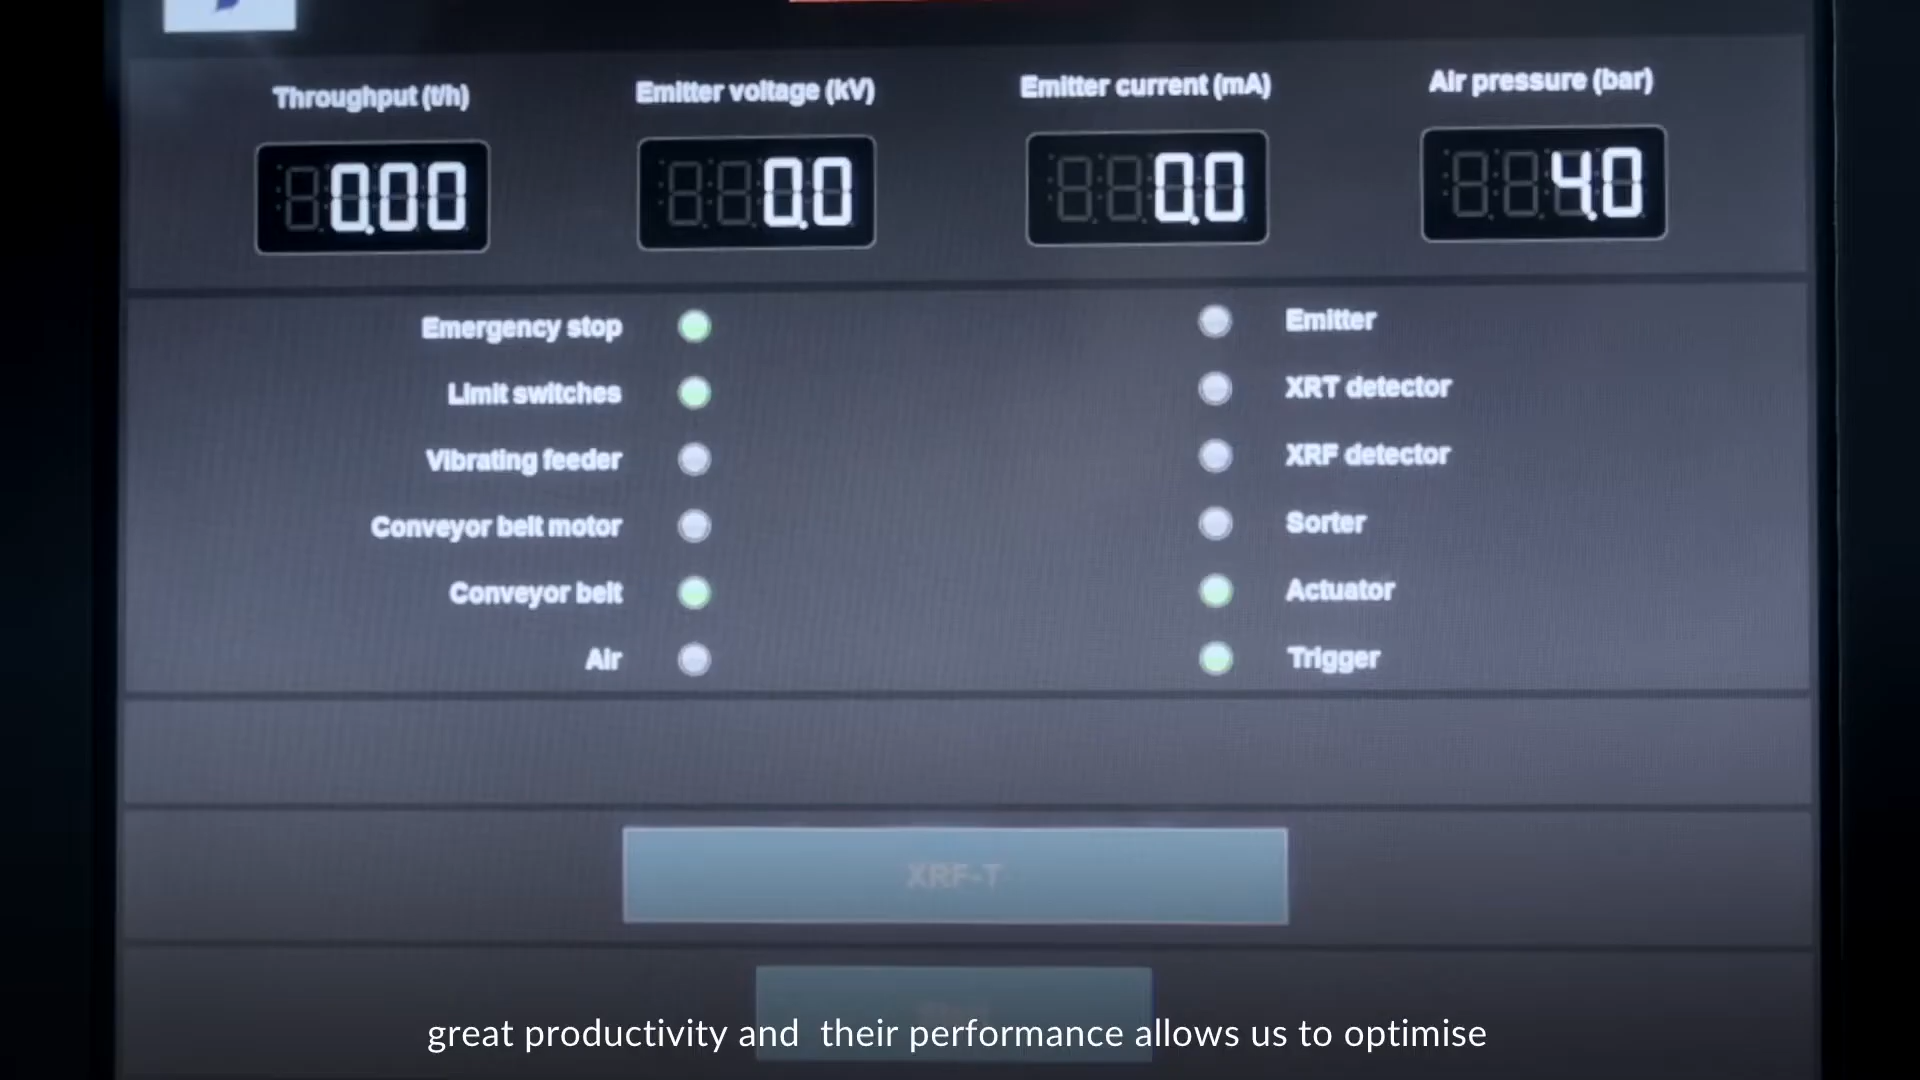 Throughput (t/h) Emitter voltage (kV) Emitter current (mA) Air pressure (bar)
0.00 0.0 0.0 4.0
Emergency stop Emitter
Limit switches XRT detector
Vibrating feeder XRF detector
Conveyor belt motor Sorter
Conveyor belt Actuator
Air Trigger
XRF-T
great productivity and their performance allows us to optimise